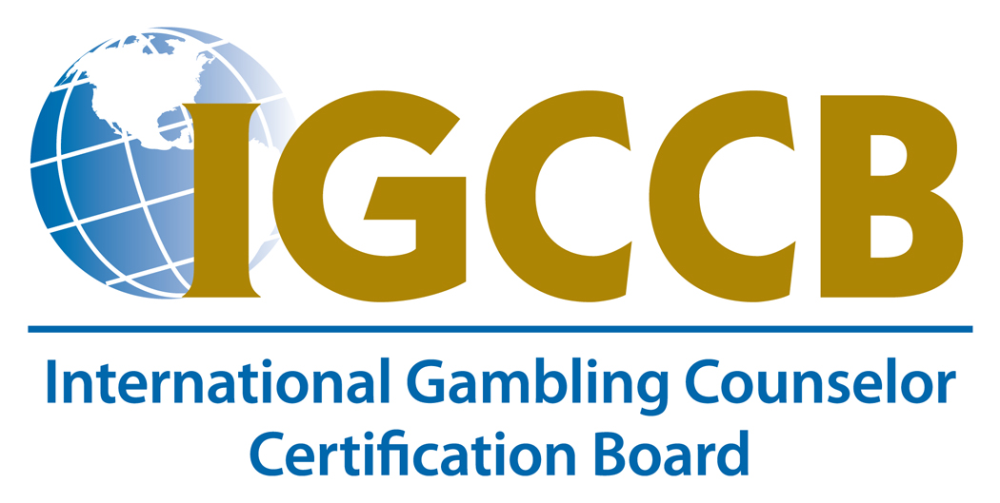 IGCCB
International Gambling Counselor
Certification Board